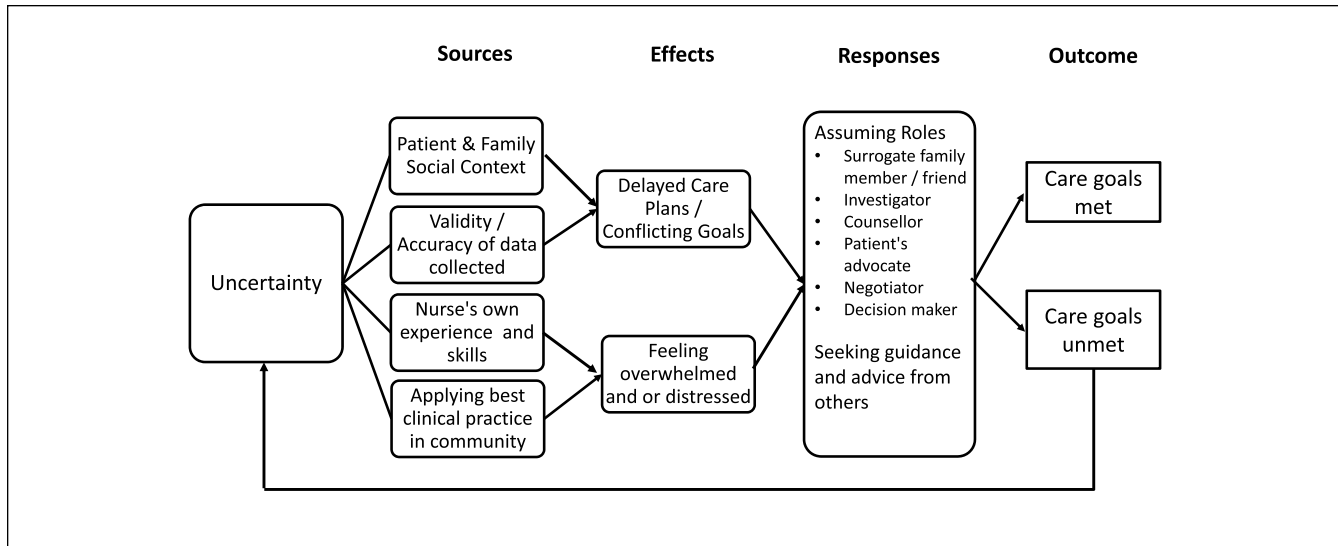 Sources
Effects
Responses
Outcome
Uncertainty
Patient & Family
Social Context
Validity /
Accuracy of data
collected
Nurse's own
experience and
skills
Applying best
clinical practice
in community
Delayed Care
Plans /
Conflicting Goals
Feeling
overwhelmed
and or distressed
Assuming Roles
• Surrogate family
member / friend
• Investigator
• Counsellor
• Patient's
advocate
• Negotiator
• Decision maker
Seeking guidance
and advice from
others
Care goals
met
Care goals
unmet